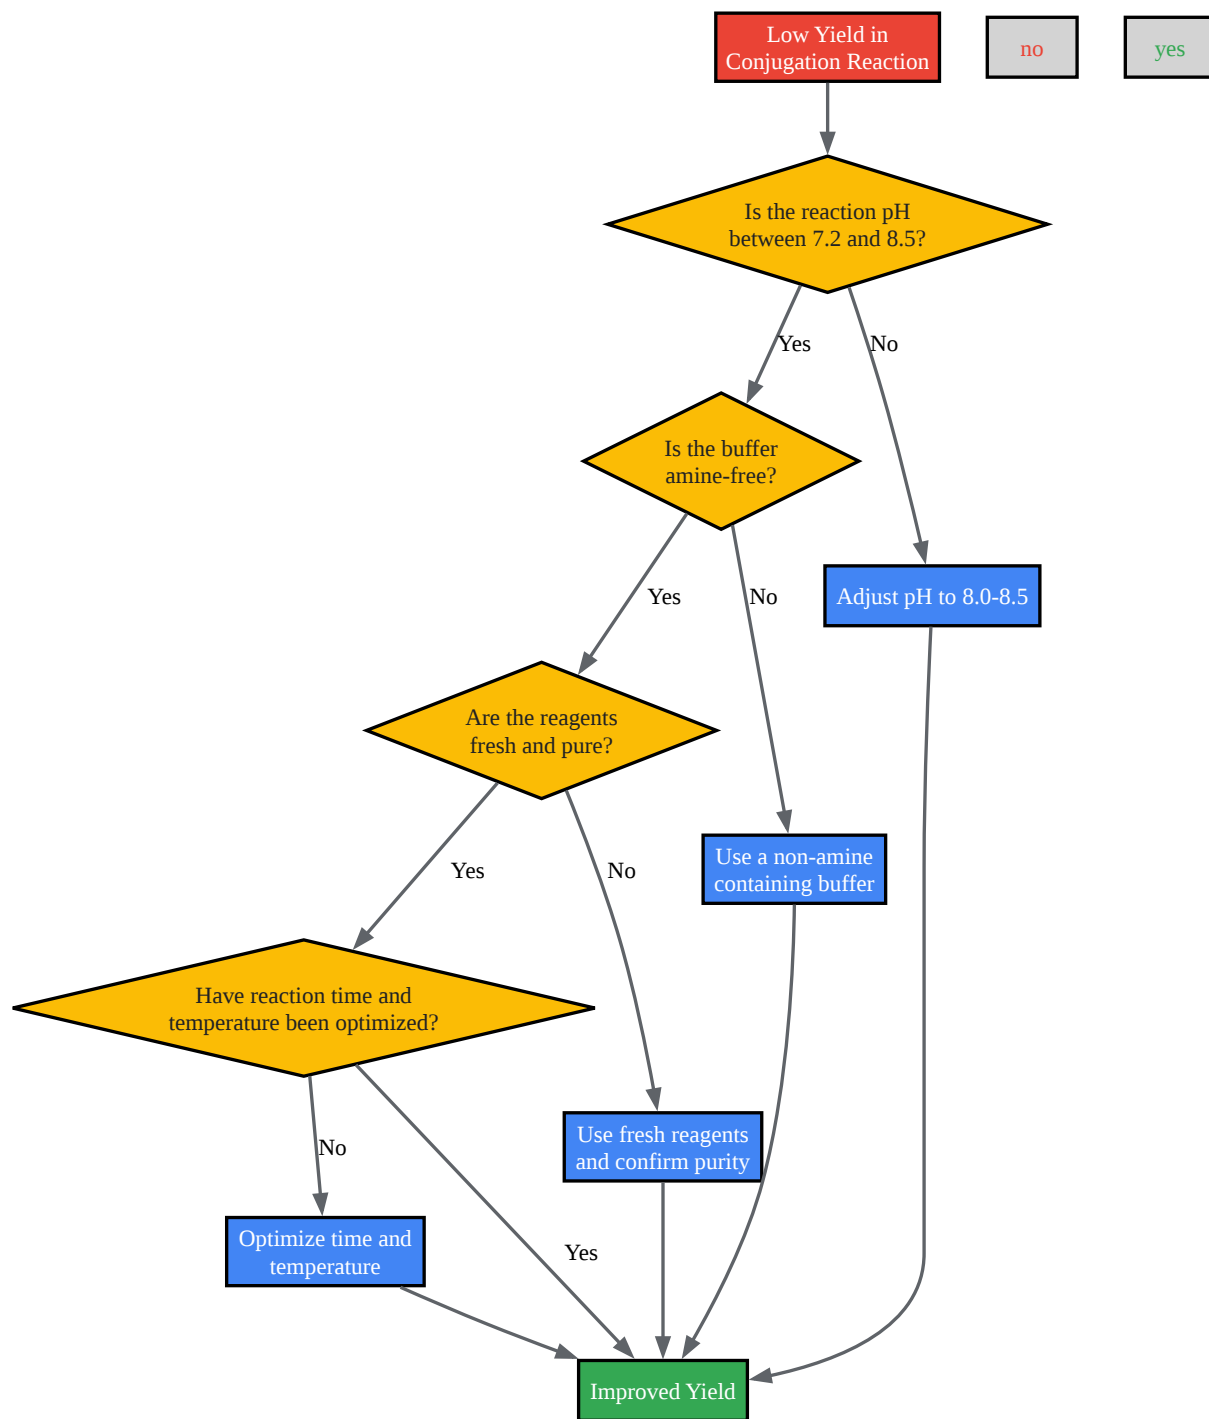 Low Yield in
Conjugation Reaction
no
yes
Is the reaction pH
between 7.2 and 8.5?
Yes
No
Is the buffer
amine-free?
Yes
No
Adjust pH to 8.0-8.5
Are the reagents
fresh and pure?
Yes
No
Use a non-amine
containing buffer
Have reaction time and
temperature been optimized?
No
Use fresh reagents
and confirm purity
Optimize time and
temperature
Yes
Improved Yield